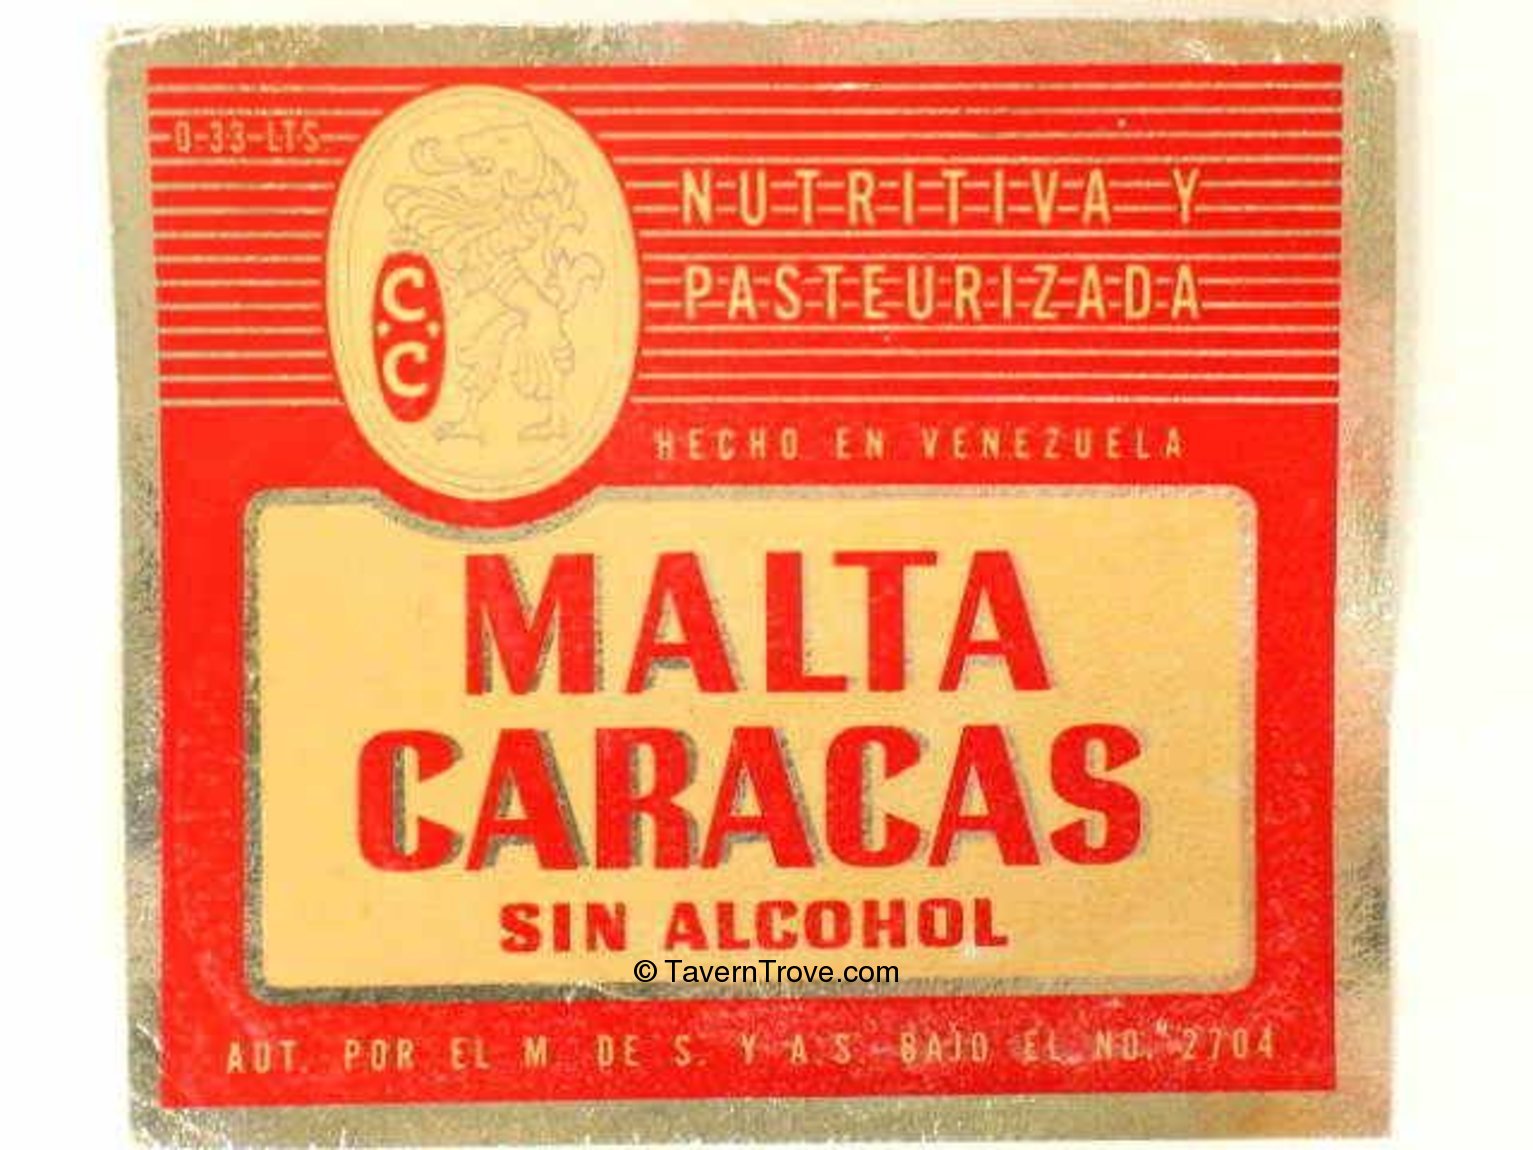 0-33-LTS
NUTRITIVA Y
PASTEURIZADA
C.C
HECHO EN VENEZUELA
MALTA
CARACAS
SIN ALCOHOL
© TavernTrove.com
AUT. POR EL M. DE S. Y A.S. BAJO EL NO. 2704